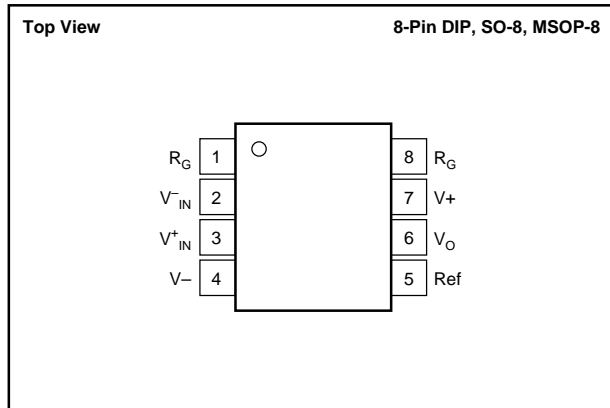 Top View 8-Pin DIP, SO-8, MSOP-8
R_G 1 8 R_G
V⁻_IN 2 7 V+
V⁺_IN 3 6 V_O
V– 4 5 Ref